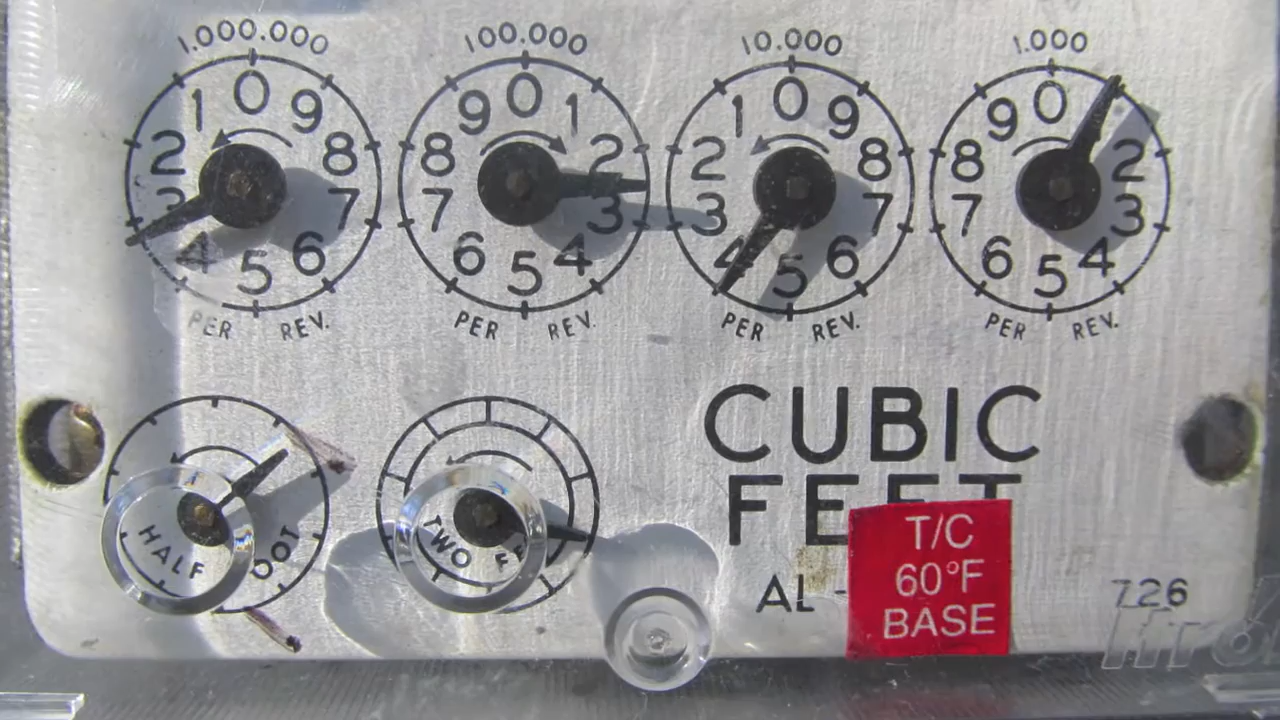 1.000.000 100.000 10.000 1.000
0 9 8 7 6 5 4 3 2 1
0 1 2 3 4 5 6 7 8 9
0 9 8 7 6 5 4 3 2 1
0 2 3 4 5 6 7 8 9
PER REV. PER REV. PER REV. PER REV.
CUBIC
FEET
HALF OOT
TWO FE
T/C
60°F
BASE
AL-
726